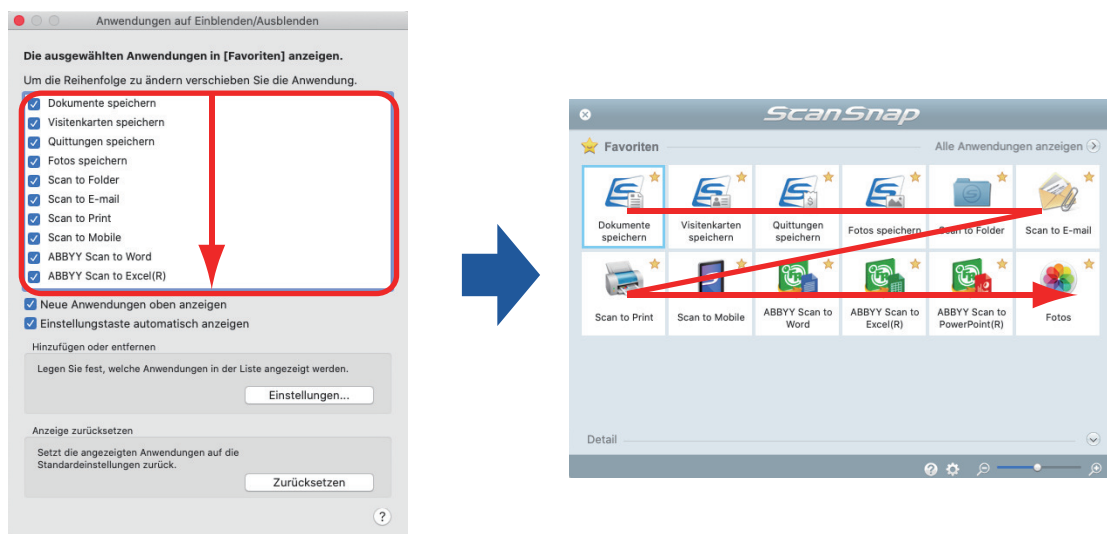 Anwendungen auf Einblenden/Ausblenden
Die ausgewählten Anwendungen in [Favoriten] anzeigen.
Um die Reihenfolge zu ändern verschieben Sie die Anwendung.
Dokumente speichern
Visitenkarten speichern
Quittungen speichern
Fotos speichern
Scan to Folder
Scan to E-mail
Scan to Print
Scan to Mobile
ABBYY Scan to Word
ABBYY Scan to Excel(R)
Neue Anwendungen oben anzeigen
Einstellungstaste automatisch anzeigen
Hinzufügen oder entfernen
Legen Sie fest, welche Anwendungen in der Liste angezeigt werden.
Einstellungen...
Anzeige zurücksetzen
Setzt die angezeigten Anwendungen auf die
Standardeinstellungen zurück.
Zurücksetzen
?
ScanSnap
Favoriten
Alle Anwendungen anzeigen
Dokumente
speichern
Visitenkarten
speichern
Quittungen
speichern
Fotos speichern
Scan to Folder
Scan to E-mail
Scan to Print
Scan to Mobile
ABBYY Scan to
Word
ABBYY Scan to
Excel(R)
ABBYY Scan to
PowerPoint(R)
Fotos
Detail
?